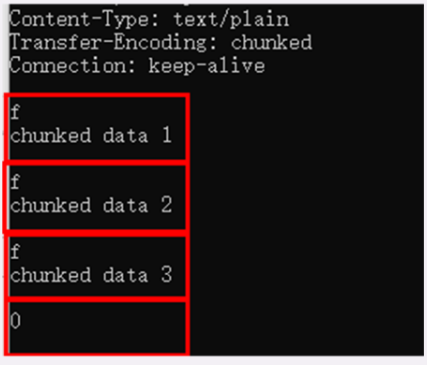 Content-Type: text/plain
Transfer-Encoding: chunked
Connection: keep-alive
f
chunked data 1
f
chunked data 2
f
chunked data 3
0